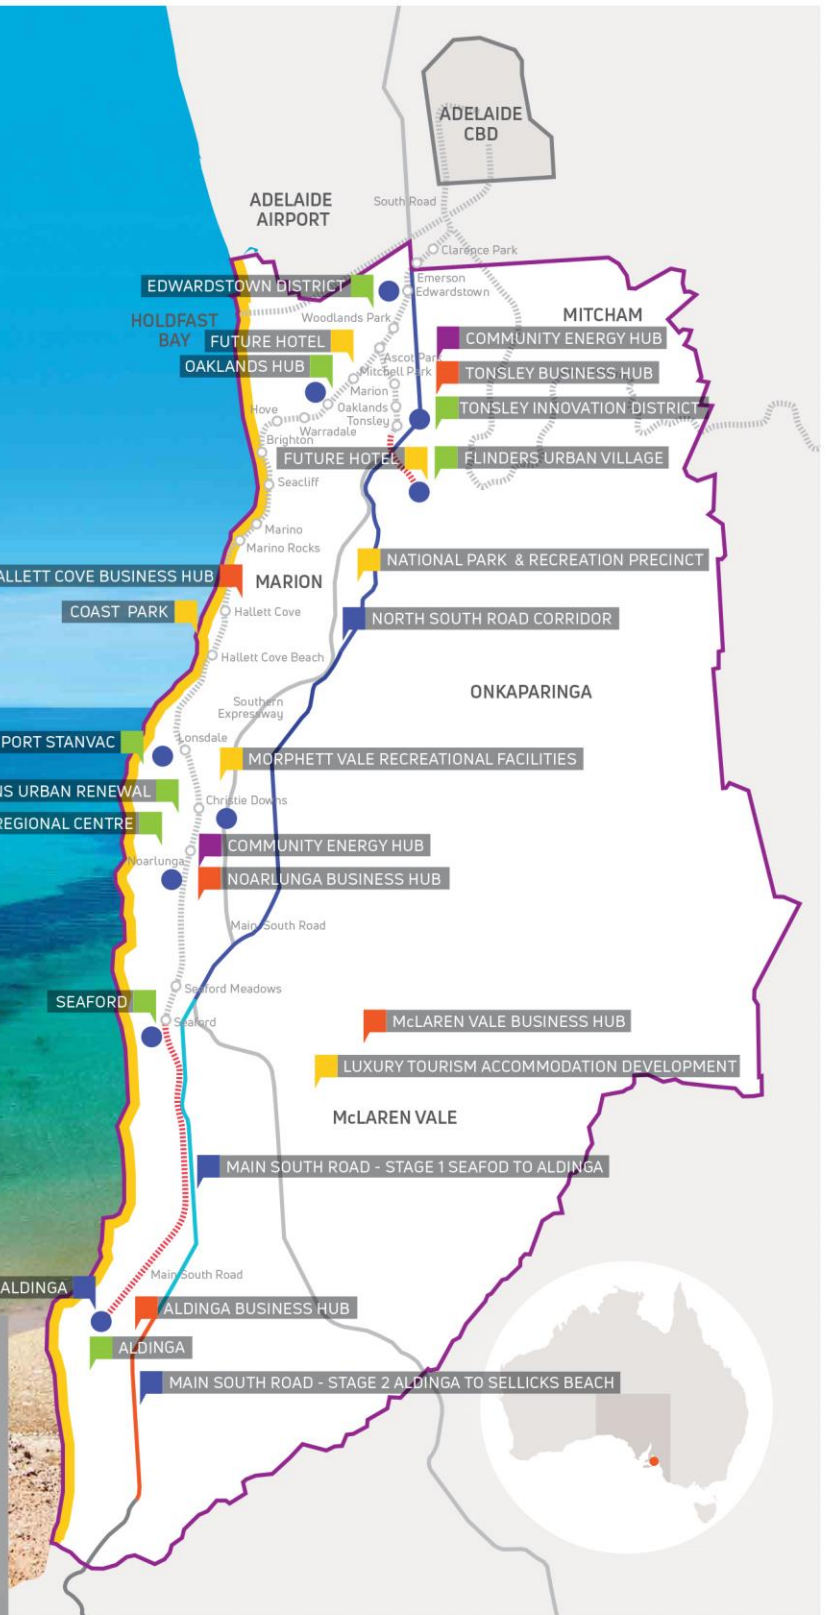 ADELAIDE
CBD
ADELAIDE
AIRPORT
South Road
Clarence Park
Emerson
EDWARDSTOWN DISTRICT
Edwardstown
HOLDFAST
BAY
Woodlands Park
MITCHAM
FUTURE HOTEL
COMMUNITY ENERGY HUB
OAKLANDS HUB
Ascot Park
Mitchell Park
TONSLEY BUSINESS HUB
Marion
Hove
Oaklands
TONSLEY INNOVATION DISTRICT
Tonsley
Warradale
Brighton
FUTURE HOTEL
FLINDERS URBAN VILLAGE
Seacliff
Marino
Marino Rocks
NATIONAL PARK & RECREATION PRECINCT
ALLETT COVE BUSINESS HUB
MARION
COAST PARK
Hallett Cove
NORTH SOUTH ROAD CORRIDOR
Hallett Cove Beach
ONKAPARINGA
Southern
Expressway
PORT STANVAC
Lonsdale
MORPHETT VALE RECREATIONAL FACILITIES
NS URBAN RENEWAL
Christie Downs
REGIONAL CENTRE
COMMUNITY ENERGY HUB
Noarlunga
NOARLUNGA BUSINESS HUB
Main South Road
Seaford Meadows
SEAFORD
Seaford
McLAREN VALE BUSINESS HUB
LUXURY TOURISM ACCOMMODATION DEVELOPMENT
McLAREN VALE
MAIN SOUTH ROAD - STAGE 1 SEAFOD TO ALDINGA
Main South Road
ALDINGA
ALDINGA BUSINESS HUB
ALDINGA
MAIN SOUTH ROAD - STAGE 2 ALDINGA TO SELLICKS BEACH